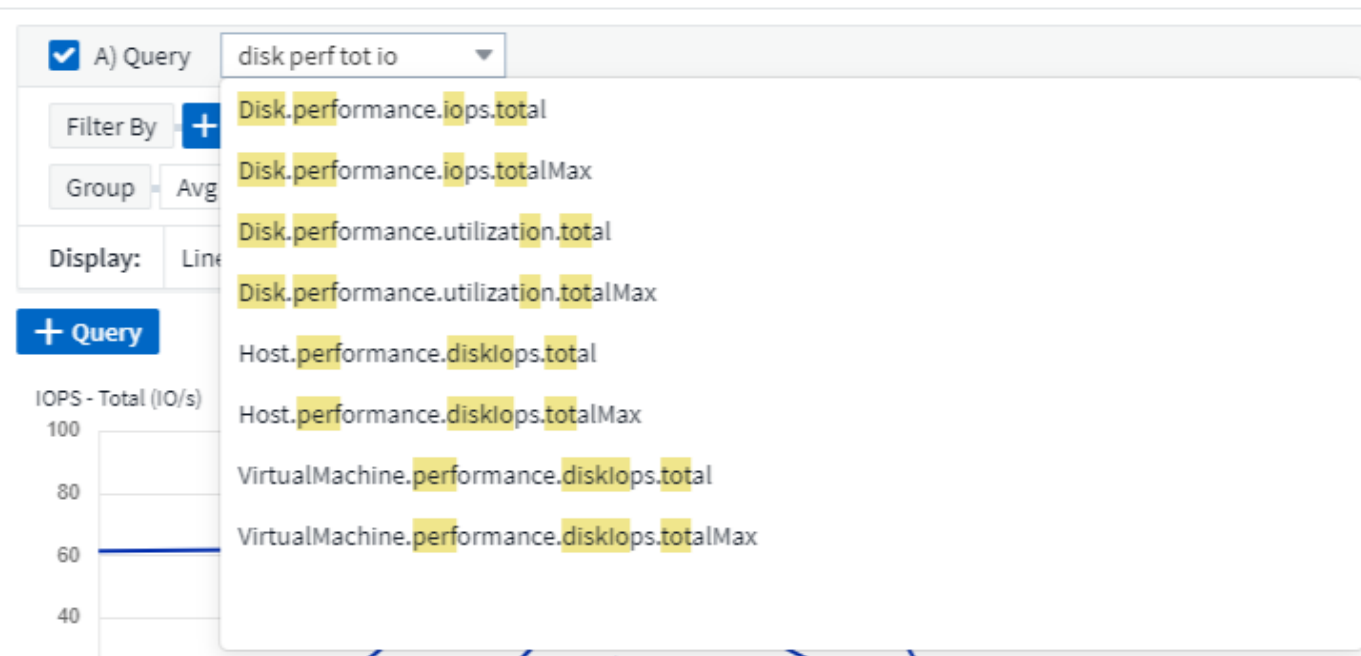 A) Query disk perf tot io
Disk.performance.iops.total
Filter By +
Disk.performance.iops.totalMax
Group Avg
Disk.performance.utilization.total
Display: Line
Disk.performance.utilization.totalMax
+ Query
Host.performance.diskIops.total
IOPS - Total (IO/s)
Host.performance.diskIops.totalMax
100
VirtualMachine.performance.diskIops.total
80
VirtualMachine.performance.diskIops.totalMax
60
40